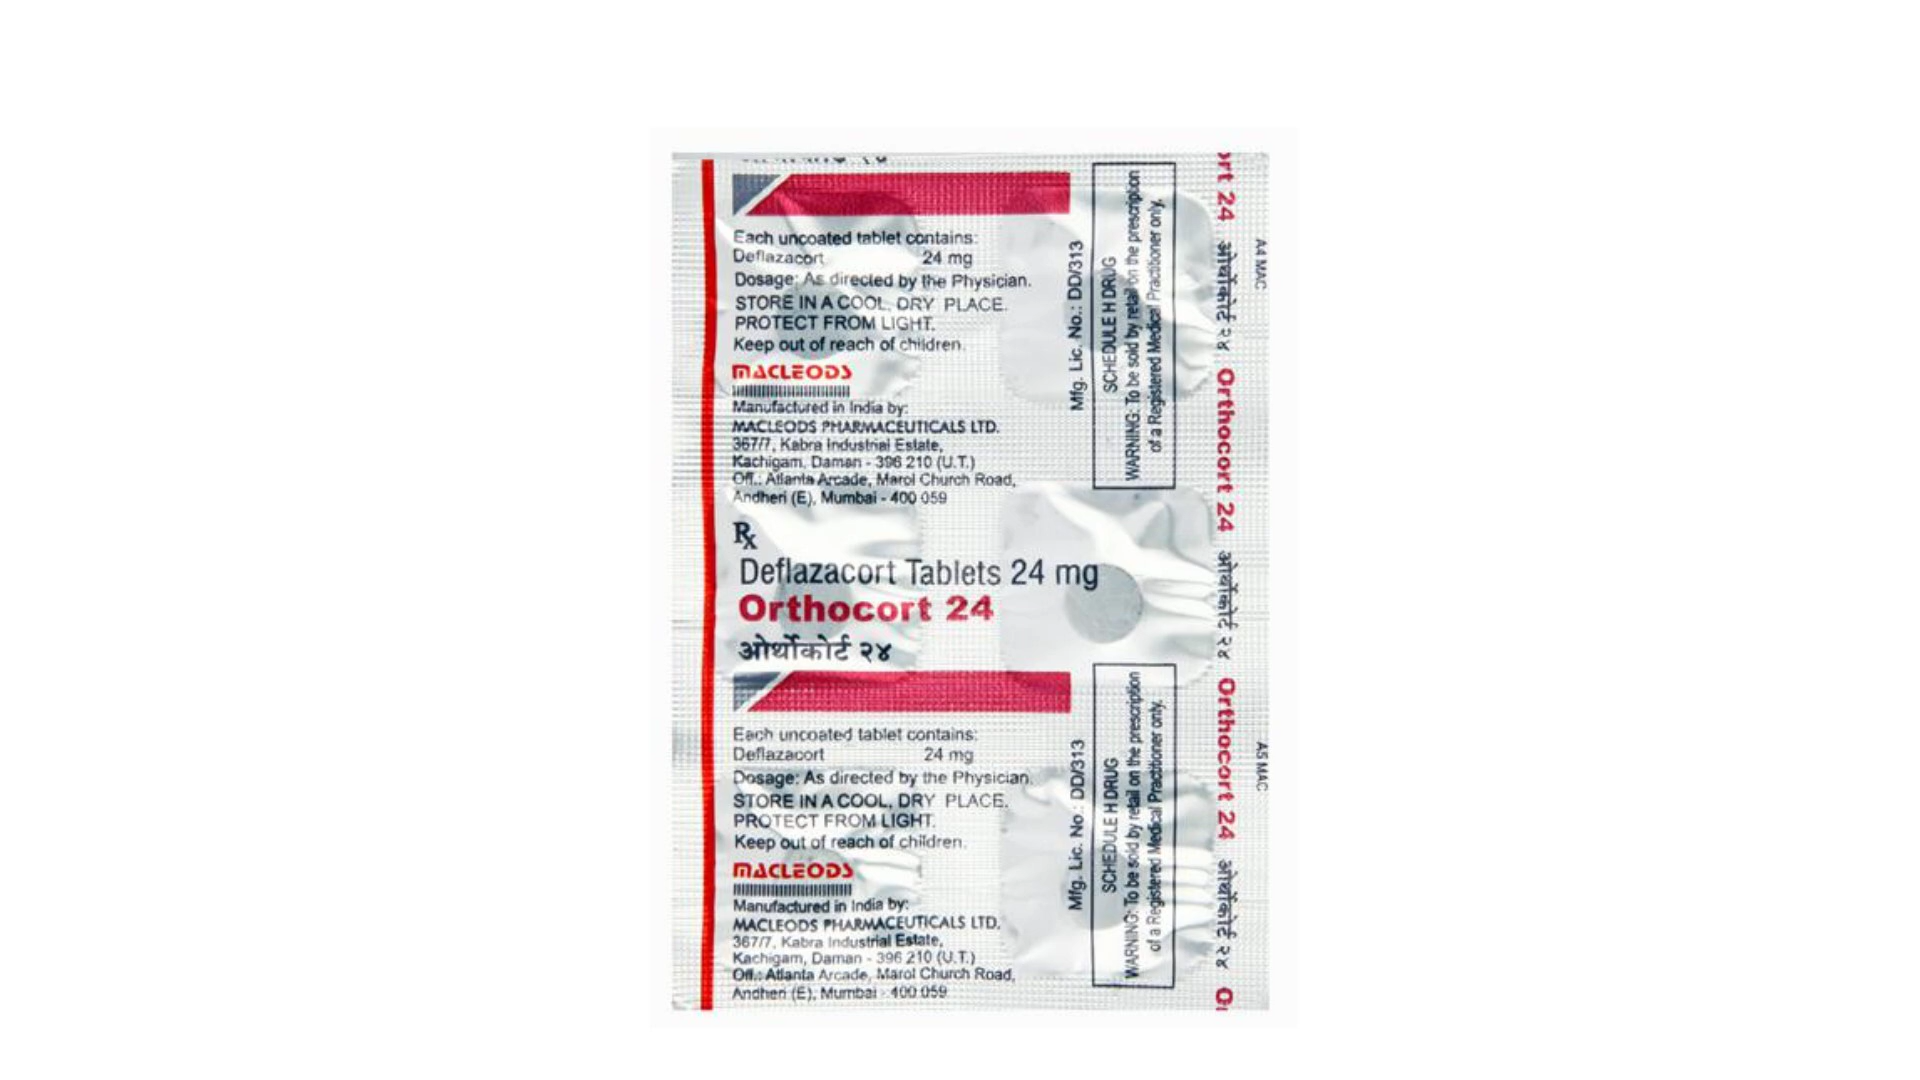 Each uncoated tablet contains:
Deflazacort 24 mg
Dosage: As directed by the Physician.
STORE IN A COOL, DRY PLACE.
PROTECT FROM LIGHT.
Keep out of reach of children.
MACLEODS
Manufactured in India by:
MACLEODS PHARMACEUTICALS LTD.
367/7, Kabra Industrial Estate,
Kachigam, Daman - 396 210 (U.T.)
Off.: Atlanta Arcade, Marol Church Road,
Andheri (E), Mumbai - 400 059
Mfg. Lic. No.: DD/313
SCHEDULE H DRUG
WARNING: To be sold by retail on the prescription
of a Registered Medical Practitioner only.
Rx
Deflazacort Tablets 24 mg
Orthocort 24
ओर्थोकोर्ट २४
Each uncoated tablet contains:
Deflazacort 24 mg
Dosage: As directed by the Physician.
STORE IN A COOL, DRY PLACE.
PROTECT FROM LIGHT.
Keep out of reach of children.
MACLEODS
Manufactured in India by:
MACLEODS PHARMACEUTICALS LTD.
367/7, Kabra Industrial Estate,
Kachigam, Daman - 396 210 (U.T.)
Off.: Atlanta Arcade, Marol Church Road,
Andheri (E), Mumbai - 400 059
Mfg. Lic. No.: DD/313
SCHEDULE H DRUG
WARNING: To be sold by retail on the prescription
of a Registered Medical Practitioner only.
ort 24 ओर्थोकोर्ट २४ Orthocort 24 ओर्थोकोर्ट २४ Orthocort 24 ओर्थोकोर्ट २४ O
A4 MAC
A5 MAC